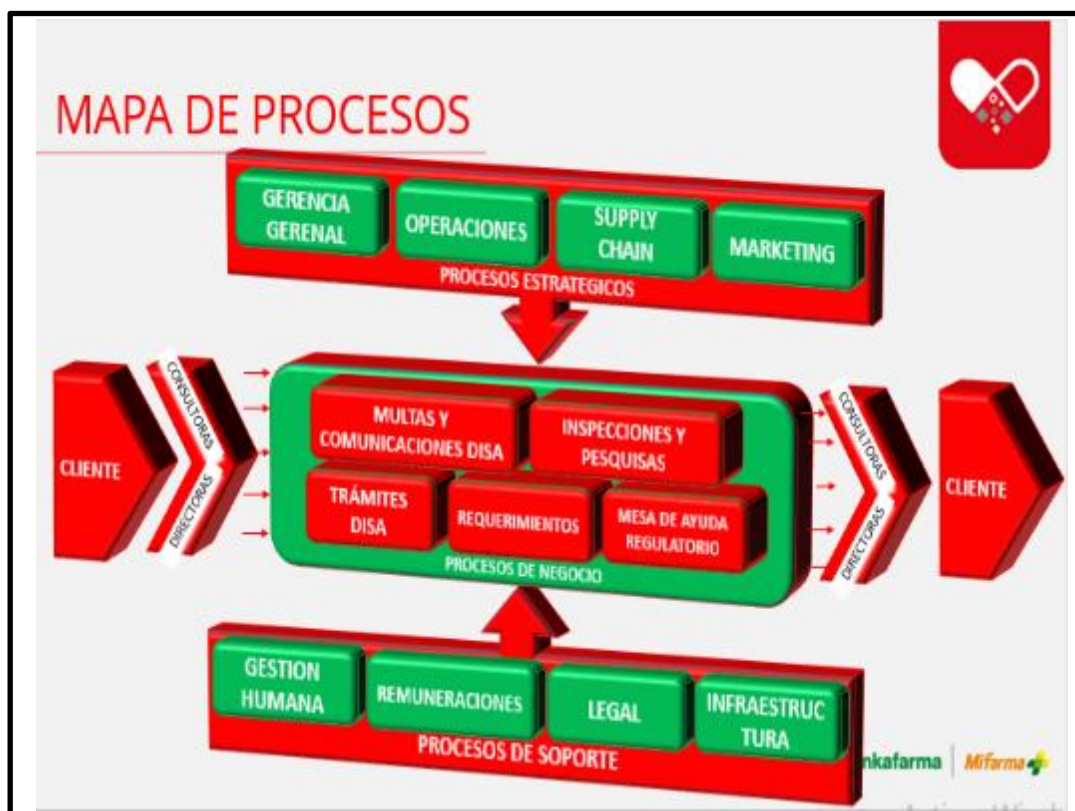 MAPA DE PROCESOS
GERENCIA
GERENAL
OPERACIONES
SUPPLY
CHAIN
MARKETING
PROCESOS ESTRATEGICOS
CLIENTE
CONSULTORAS
DIRECTORAS
MULTAS Y
COMUNICACIONES DISA
INSPECCIONES Y
PESQUISAS
TRÁMITES
DISA
REQUERIMIENTOS
MESA DE AYUDA
REGULATORIO
PROCESOS DE NEGOCIO
CONSULTORAS
DIRECTORAS
CLIENTE
GESTION
HUMANA
REMUNERACIONES
LEGAL
INFRAESTRUC
TURA
PROCESOS DE SOPORTE
nkafarma
Mifarma